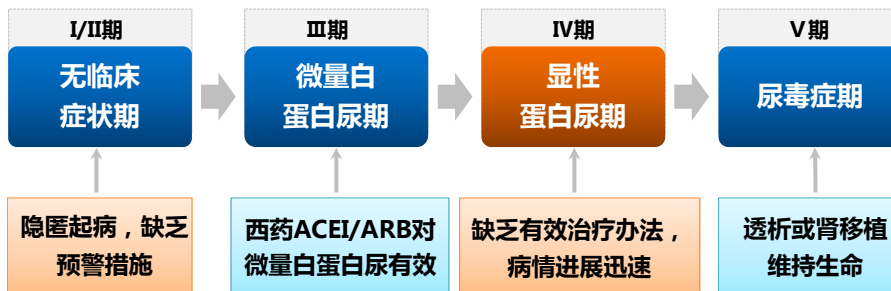 I/II期
无临床
症状期
隐匿起病，缺乏
预警措施
Ⅲ期
微量白
蛋白尿期
西药ACEI/ARB对
微量白蛋白尿有效
Ⅳ期
显性
蛋白尿期
缺乏有效治疗办法，
病情进展迅速
Ⅴ期
尿毒症期
透析或肾移植
维持生命